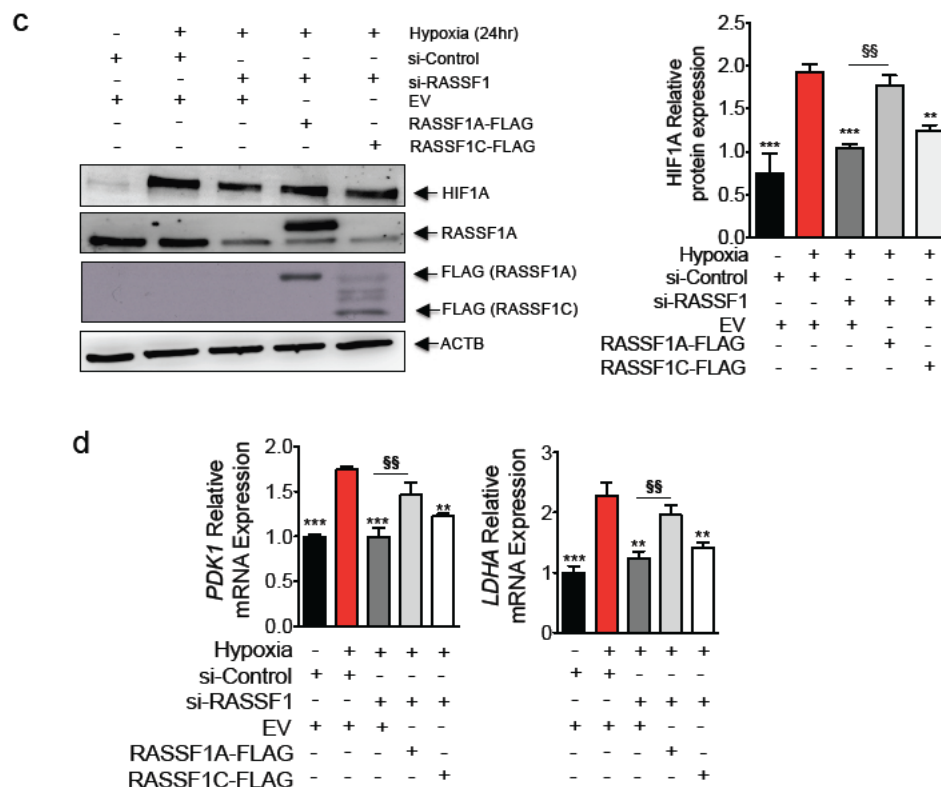 c
- + + + + Hypoxia (24hr)
+ + - - - si-Control
- - + + + si-RASSF1
+ + + - - EV
- - - + - RASSF1A-FLAG
- - - - + RASSF1C-FLAG
HIF1A
RASSF1A
FLAG (RASSF1A)
FLAG (RASSF1C)
ACTB
HIF1A Relative
protein expression
2.5
2.0
1.5
1.0
0.5
0.0
*** *** §§ **
Hypoxia - + + + +
si-Control + + - - -
si-RASSF1 - - + + +
EV + + + - -
RASSF1A-FLAG - - - + -
RASSF1C-FLAG - - - - +
d
PDK1 Relative
mRNA Expression
2.0
1.5
1.0
0.5
0.0
*** *** §§ **
LDHA Relative
mRNA Expression
3
2
1
0
*** ** §§ **
Hypoxia - + + + + - + + + +
si-Control + + - - - + + - - -
si-RASSF1 - - + + + - - + + +
EV + + + - - + + + - -
RASSF1A-FLAG - - - + - - - - + -
RASSF1C-FLAG - - - - + - - - - +